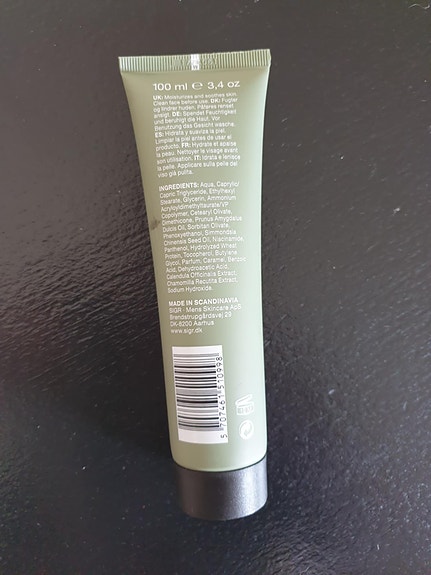 100 ml ℮ 3,4 oz
UK: Moisturizes and soothes skin.
Clean face before use. DK: Fugter
og lindrer huden. Påføres renset
ansigt. DE: Spendet Feuchtigkeit
und beruhigt die Haut. Vor
Benutzung das Gesicht wasche.
ES: Hidrata y suaviza la piel.
Limpiar la piel antes de usar el
producto. FR: Hydrate et apaise
la peau. Nettoyer le visage avant
son utilisation. IT: Idrata e lenisce
la pelle. Applicare sulla pelle del
viso già pulita.
INGREDIENTS: Aqua, Caprylic/
Capric Triglyceride, Ethylhexyl
Stearate, Glycerin, Ammonium
Acryloyldimethyltaurate/VP
Copolymer, Cetearyl Olivate,
Dimethicone, Prunus Amygdalus
Dulcis Oil, Sorbitan Olivate,
Phenoxyethanol, Simmondsia
Chinensis Seed Oil, Niacinamide,
Panthenol, Hydrolyzed Wheat
Protein, Tocopherol, Butylene
Glycol, Parfum, Caramel, Benzoic
Acid, Dehydroacetic Acid,
Calendula Officinalis Extract,
Chamomilla Recutita Extract,
Sodium Hydroxide.
MADE IN SCANDINAVIA
SIGR - Mens Skincare ApS
Brendstrupgårdsvej 29
DK-8200 Aarhus
www.sigr.dk
5 707461 510998